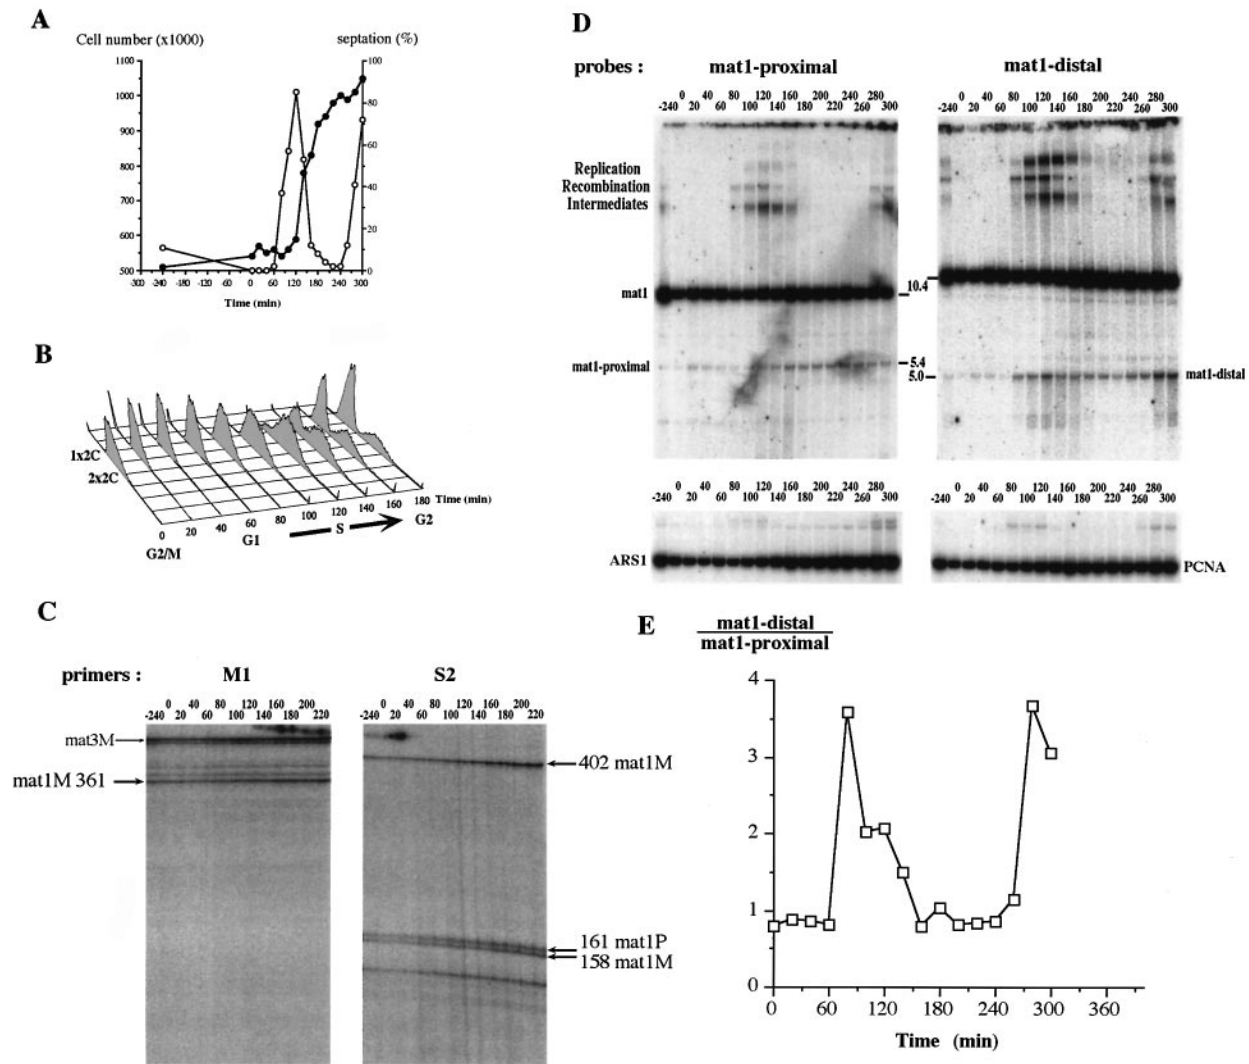 A
Cell number (x1000) septation (%)
1100 100
1000 80
900
800 60
700 40
600 20
500 0
-300 -240 -180 -120 -60 0 60 120 180 240 300
Time (min)
B
1x2C
2x2C
0 20 40 60 80 100 120 140 160 180 Time (min)
G2/M G1 S G2
C
primers : M1 S2
0 40 80 120 160 200
-240 20 60 100 140 180 220
0 40 80 120 160 200
-240 20 60 100 140 180 220
mat3M
mat1M 361
402 mat1M
161 mat1P
158 mat1M
D
probes : mat1-proximal mat1-distal
0 40 80 120 160 200 240 280
-240 20 60 100 140 180 220 260 300
0 40 80 120 160 200 240 280
-240 20 60 100 140 180 220 260 300
Replication
Recombination
Intermediates
mat1 10.4
mat1-proximal 5.4
5.0 mat1-distal
0 40 80 120 160 200 240 280
-240 20 60 100 140 180 220 260 300
0 40 80 120 160 200 240 280
-240 20 60 100 140 180 220 260 300
ARS1 PCNA
E
mat1-distal
mat1-proximal
4
3
2
1
0
0 60 120 180 240 300 360
Time (min)